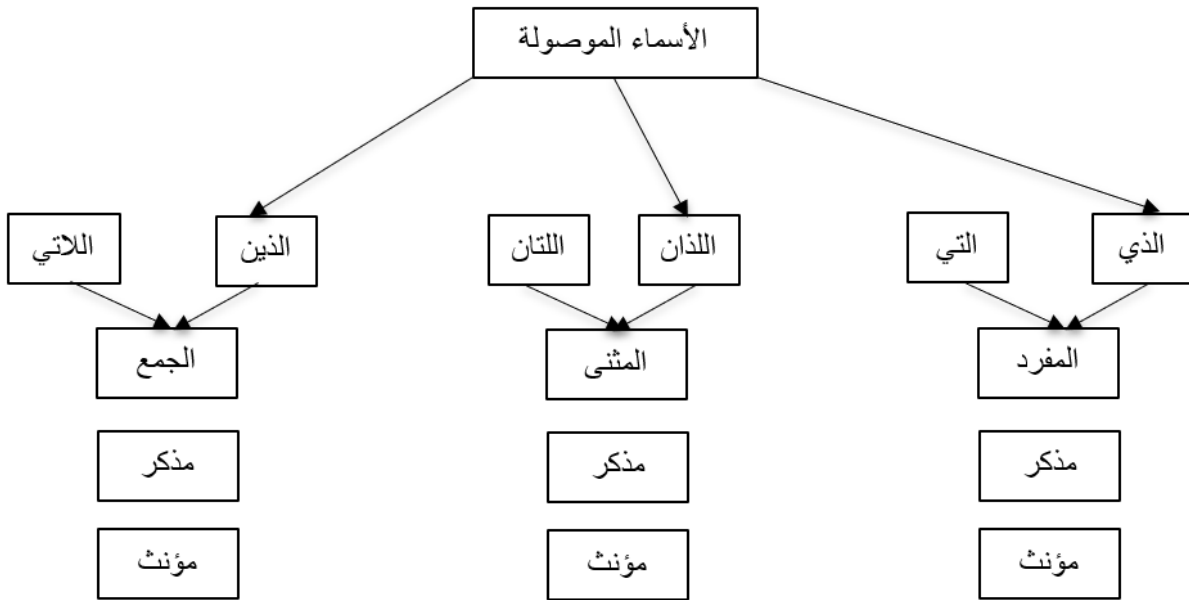 الأسماء الموصولة
الذي
التي
اللذان
اللتان
الذين
اللاتي
المفرد
المثنى
الجمع
مذكر
مذكر
مذكر
مؤنث
مؤنث
مؤنث